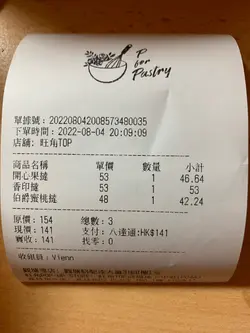 P
for
Pastry
單據號: 202208042008573480035
下單時間: 2022-08-04 20:09:09
店舖: 旺角TOP
商品名稱 單價 數量 小計
開心果撻 53 1 46.64
香印撻 53 1 53
伯爵蜜桃撻 48 1 42.24
原價: 154 總數: 3
現價: 141 支付: 八達通:HK$141
實收: 141 找零: 0
收銀員: Vienn